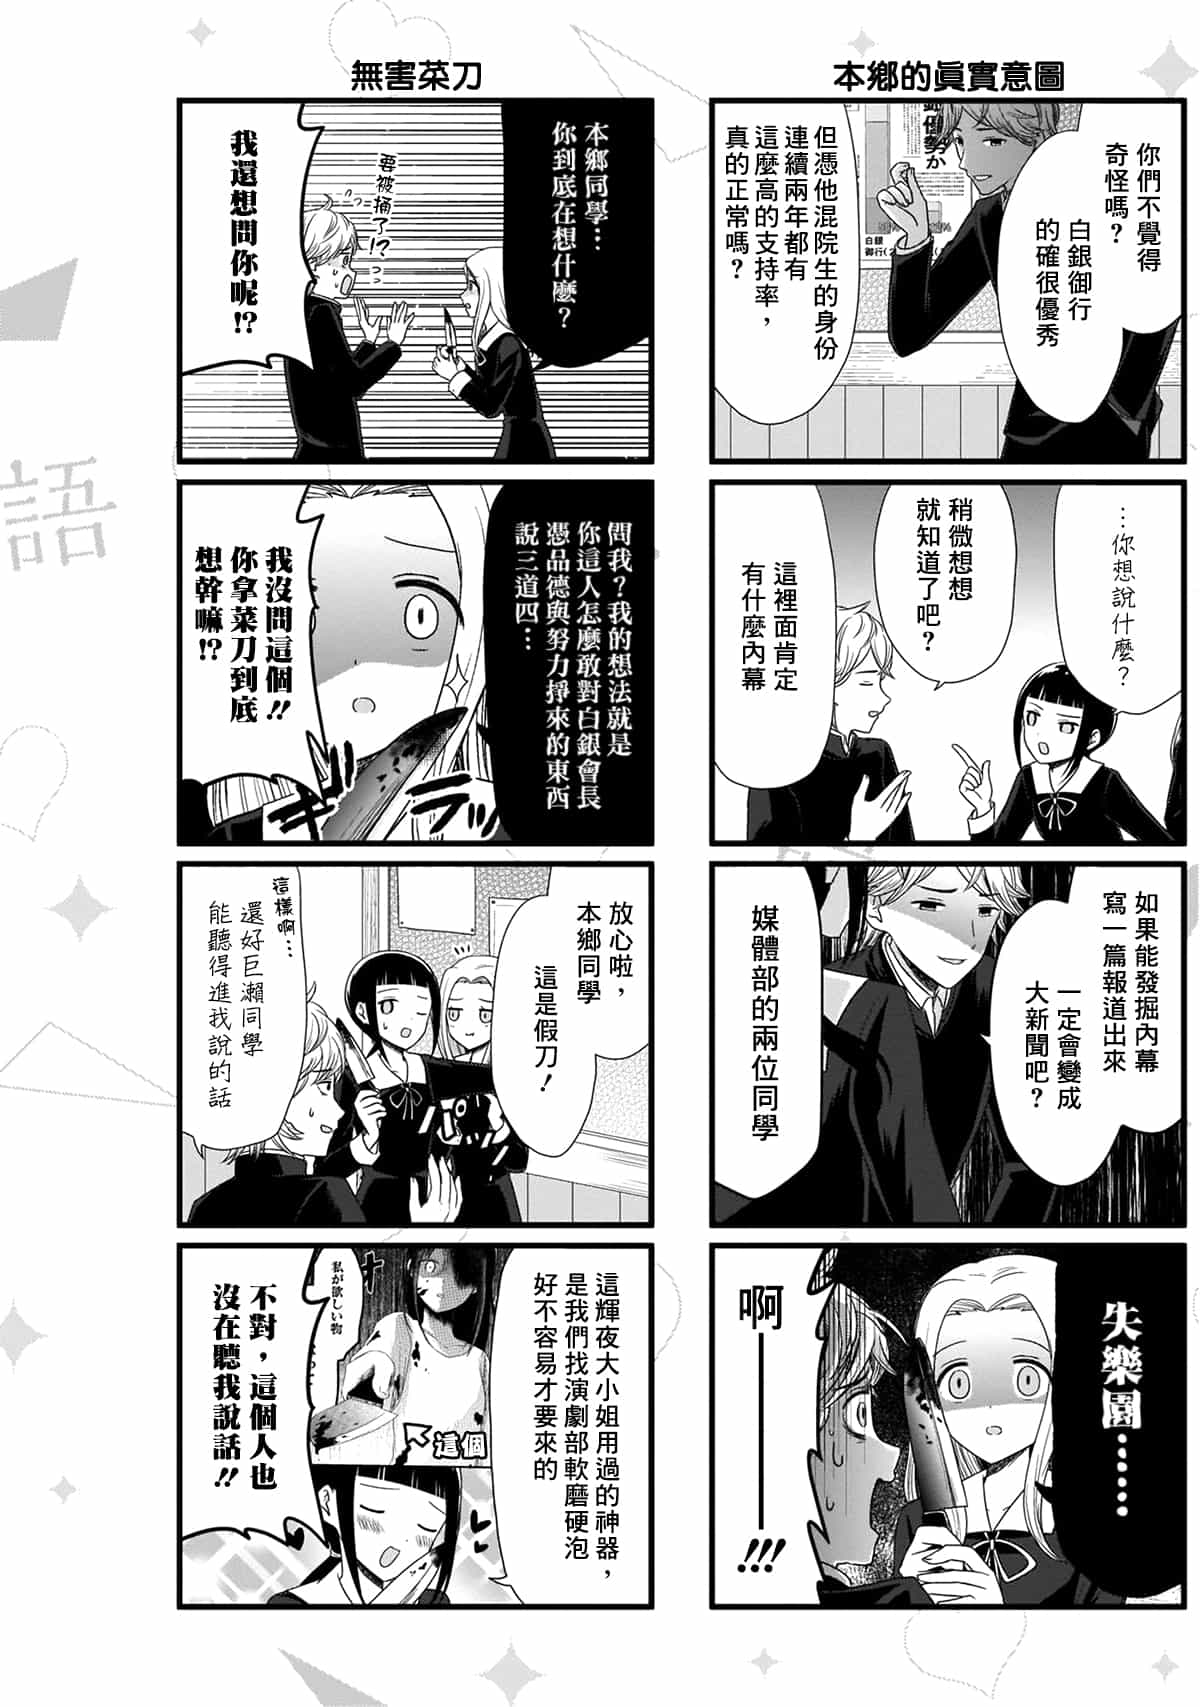 本鄉的真實意圖
你們不覺得
奇怪嗎？
白銀御行
的確很優秀
但憑他混院生的身份
連續兩年都有
這麼高的支持率，
真的正常嗎？
白銀
…你想說什麼？
稍微想想
就知道了吧？
這裡面肯定
有什麼內幕
如果能發掘內幕
寫一篇報道出來
一定會變成
大新聞吧？
媒體部的兩位同學
失樂園……
啊——!!!
無害菜刀
本鄉同學…
你到底在想什麼？
要被捅了!?
我還想問你呢!?
問我？我的想法就是
你這人怎麼敢對白銀會長
憑品德與努力掙來的東西
說三道四…
我沒問這個!!
你拿菜刀到底
想幹嘛!?
放心啦，
本鄉同學
這是假刀！
還好巨瀨同學
能聽得進我說的話
這樣啊…
這輝夜大小姐用過的神器，
是我們找演劇部軟磨硬泡
好不容易才要來的
私が欲しい物
這個
不對，這個人也
沒在聽我說話!!
語